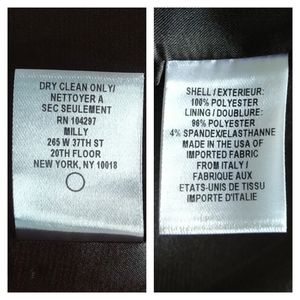 DRY CLEAN ONLY/
NETTOYER A
SEC SEULEMENT
RN 104297
MILLY
265 W 37TH ST
20TH FLOOR
NEW YORK, NY 10018
SHELL / EXTERIEUR:
100% POLYESTER
LINING / DOUBLURE:
96% POLYESTER
4% SPANDEX/ELASTHANNE
MADE IN THE USA OF
IMPORTED FABRIC
FROM ITALY /
FABRIQUE AUX
ETATS-UNIS DE TISSU
IMPORTE D'ITALIE